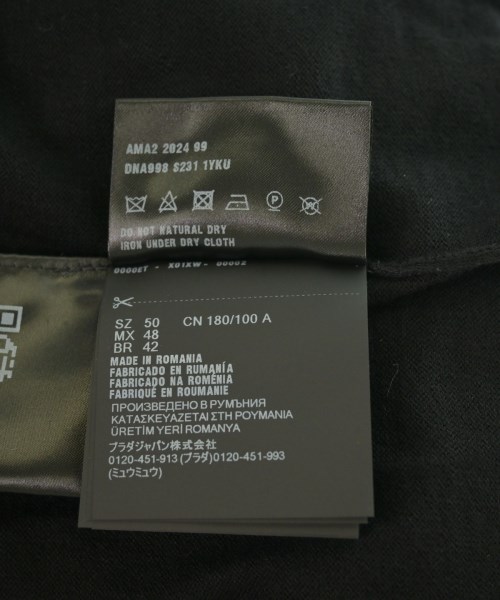 AMA2 2024 99
DNA998 S231 1YKU
DO NOT NATURAL DRY
IRON UNDER DRY CLOTH
SZ 50 CN 180/100 A
MX 48
BR 42
MADE IN ROMANIA
FABRICADO EN RUMANÍA
FABRICADO NA ROMÊNIA
FABRIQUÉ EN ROUMANIE
ПРОИЗВЕДЕНО В РУМЪНИЯ
ΚΑΤΑΣΚΕΥΑΖΕΤΑΙ ΣΤΗ ΡΟΥΜΑΝΙΑ
ÜRETİM YERİ ROMANYA
プラダジャパン株式会社
0120-451-913 (プラダ)0120-451-993
(ミュウミュウ)